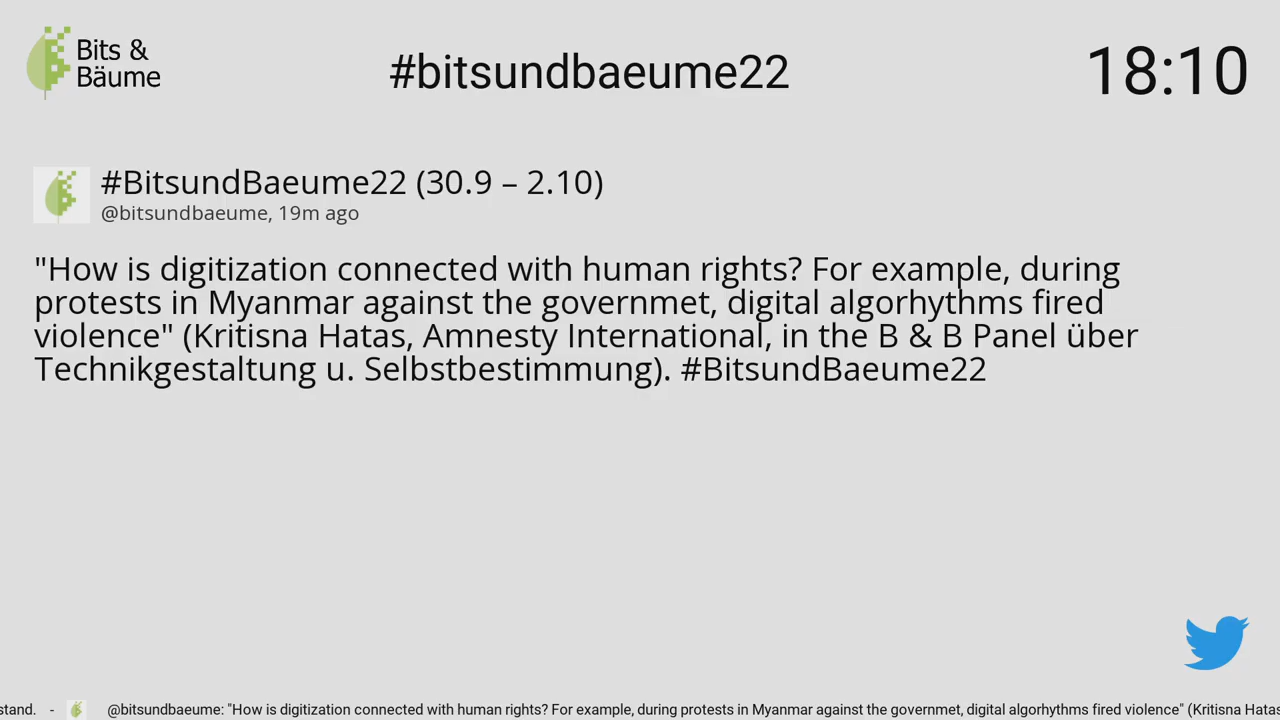 Bits &
Bäume
#bitsundbaeume22
18:10
#BitsundBaeume22 (30.9 – 2.10)
@bitsundbaeume, 19m ago
"How is digitization connected with human rights? For example, during
protests in Myanmar against the governmet, digital algorhythms fired
violence" (Kritisna Hatas, Amnesty International, in the B & B Panel über
Technikgestaltung u. Selbstbestimmung). #BitsundBaeume22
stand. - @bitsundbaeume: "How is digitization connected with human rights? For example, during protests in Myanmar against the governmet, digital algorhythms fired violence" (Kritisna Hatas